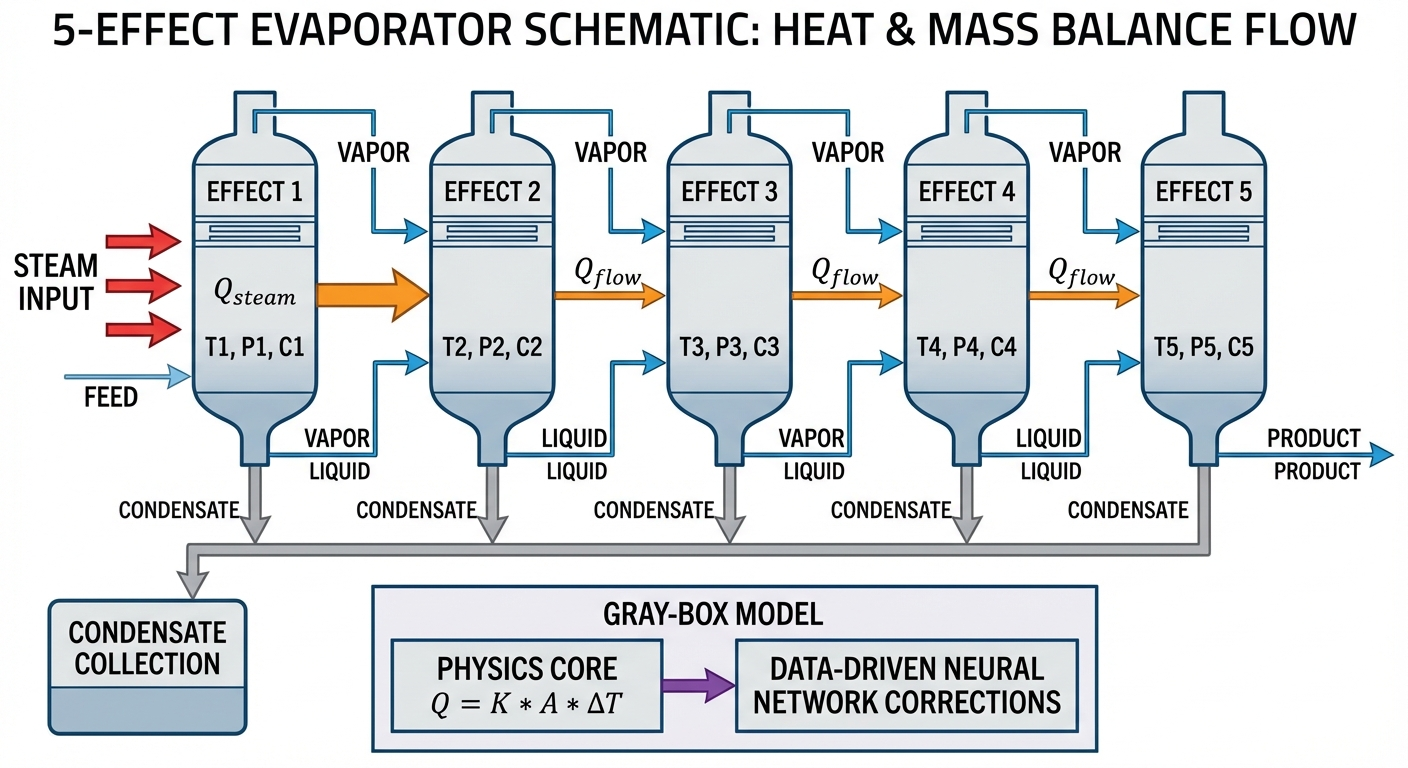 5-EFFECT EVAPORATOR SCHEMATIC: HEAT & MASS BALANCE FLOW
VAPOR
VAPOR
VAPOR
VAPOR
EFFECT 1
EFFECT 2
EFFECT 3
EFFECT 4
EFFECT 5
STEAM
INPUT
Q_steam
Q_flow
Q_flow
Q_flow
T1, P1, C1
T2, P2, C2
T3, P3, C3
T4, P4, C4
T5, P5, C5
FEED
VAPOR
LIQUID
LIQUID
LIQUID
VAPOR
LIQUID
LIQUID
LIQUID
PRODUCT
PRODUCT
CONDENSATE
CONDENSATE
CONDENSATE
CONDENSATE
CONDENSATE
CONDENSATE
COLLECTION
GRAY-BOX MODEL
PHYSICS CORE
Q = K * A * ΔT
DATA-DRIVEN NEURAL
NETWORK CORRECTIONS